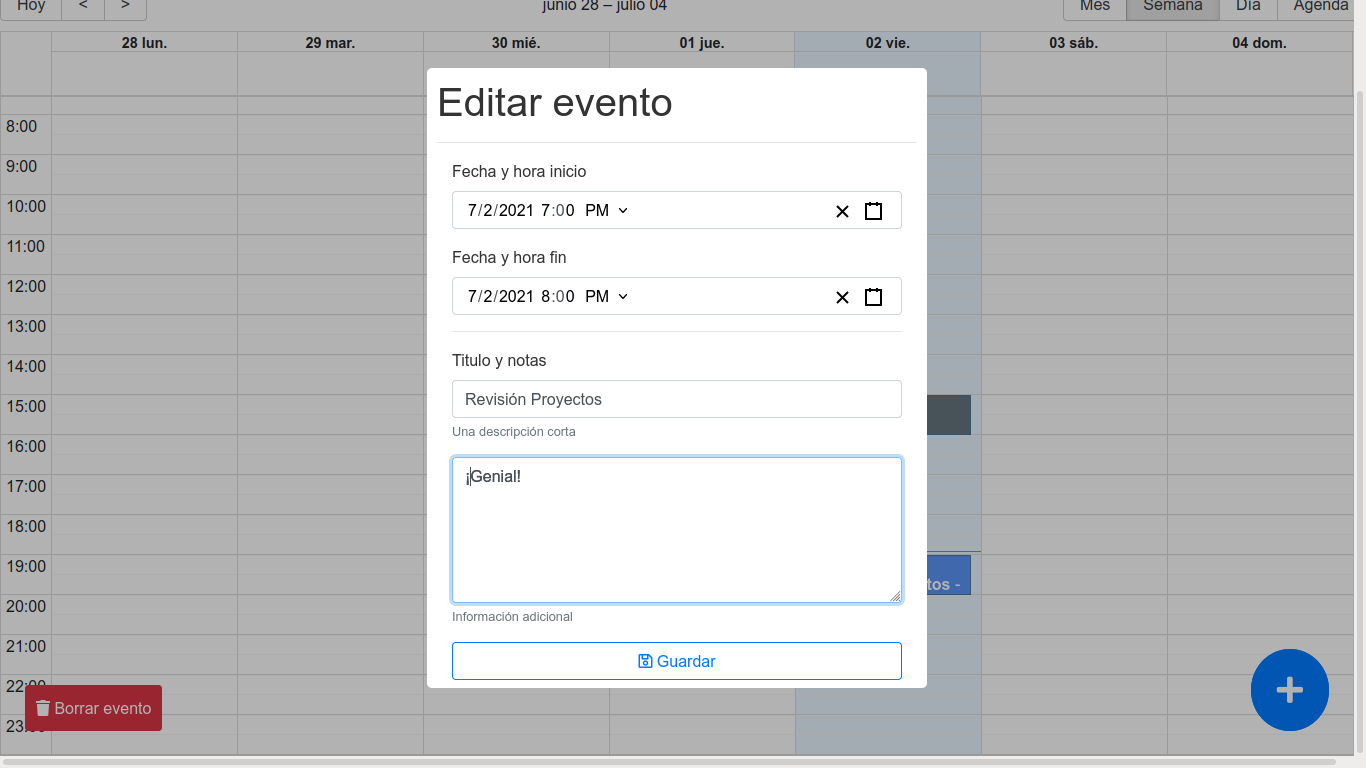 Hoy < > junio 28 – julio 04 Mes Semana Día Agenda
28 lun. 29 mar. 30 mié. 01 jue. 02 vie. 03 sáb. 04 dom.
Editar evento
8:00
9:00
10:00
11:00
12:00
13:00
14:00
15:00
16:00
17:00
18:00
19:00
20:00
21:00
Fecha y hora inicio
7/2/2021 7:00 PM
Fecha y hora fin
7/2/2021 8:00 PM
Titulo y notas
Revisión Proyectos
Una descripción corta
¡Genial!
tos -
Información adicional
Guardar
Borrar evento